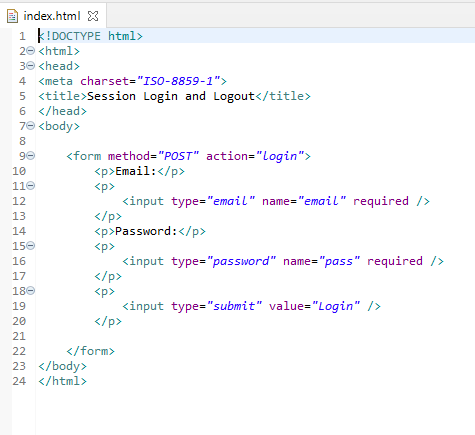 index.html
1 <!DOCTYPE html>
2 <html>
3 <head>
4 <meta charset="ISO-8859-1">
5 <title>Session Login and Logout</title>
6 </head>
7 <body>
8
9     <form method="POST" action="login">
10         <p>Email:</p>
11         <p>
12             <input type="email" name="email" required />
13         </p>
14         <p>Password:</p>
15         <p>
16             <input type="password" name="pass" required />
17         </p>
18         <p>
19             <input type="submit" value="Login" />
20         </p>
21
22     </form>
23 </body>
24 </html>